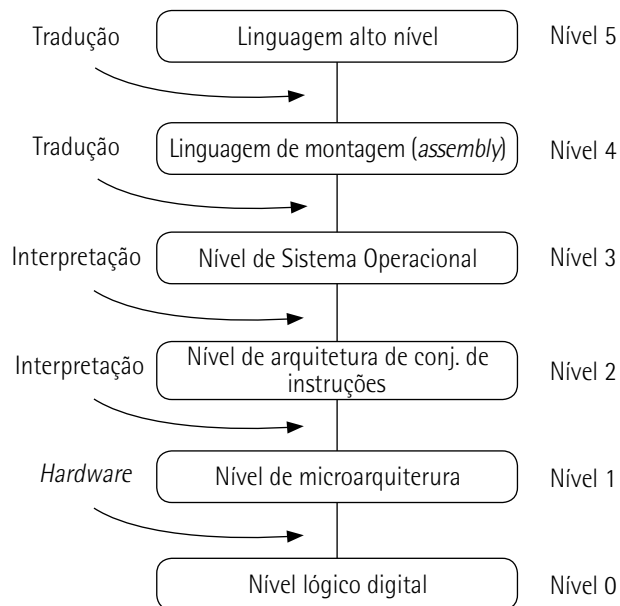 Linguagem alto nível
Nível 5
Tradução
Linguagem de montagem (assembly)
Nível 4
Tradução
Nível de Sistema Operacional
Nível 3
Interpretação
Nível de arquitetura de conj. de
instruções
Nível 2
Interpretação
Nível de microarquiterura
Nível 1
Hardware
Nível lógico digital
Nível 0